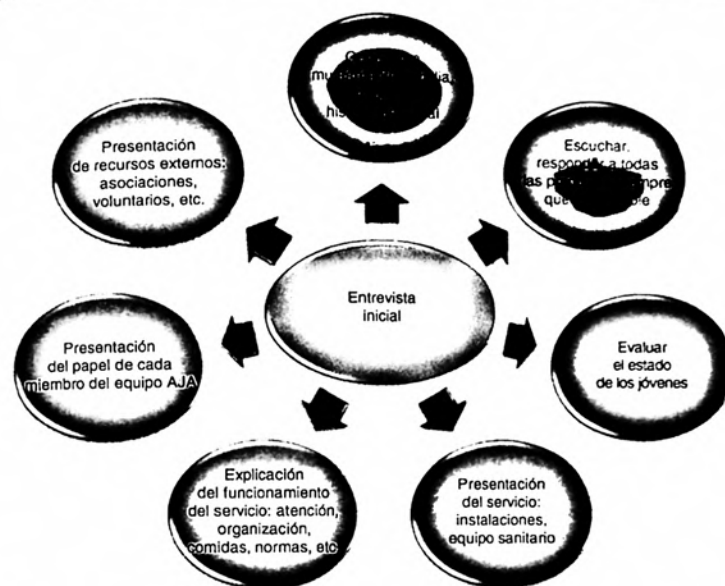 Presentación
de recursos externos:
asociaciones,
voluntarios, etc.
Escuchar,
responder a todas
Entrevista
inicial
Presentación
del papel de cada
miembro del equipo AJA
Evaluar
el estado
de los jóvenes
Explicación
del funcionamiento
del servicio: atención,
organización,
comidas, normas, etc
Presentación
del servicio:
instalaciones,
equipo sanitario